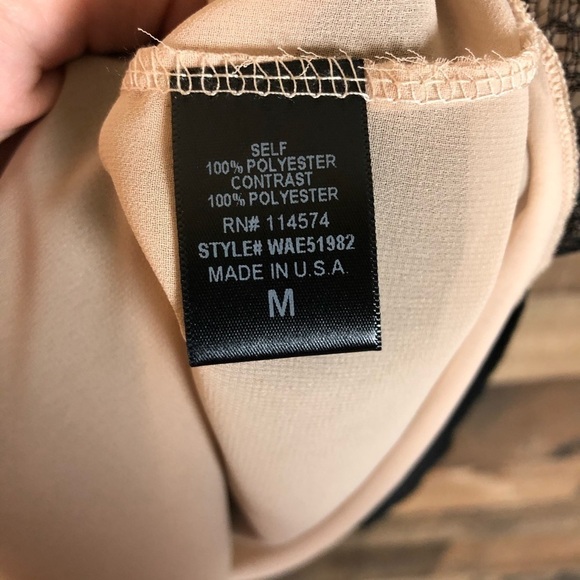 SELF
100% POLYESTER
CONTRAST
100% POLYESTER
RN# 114574
STYLE# WAE51982
MADE IN U.S.A.
M